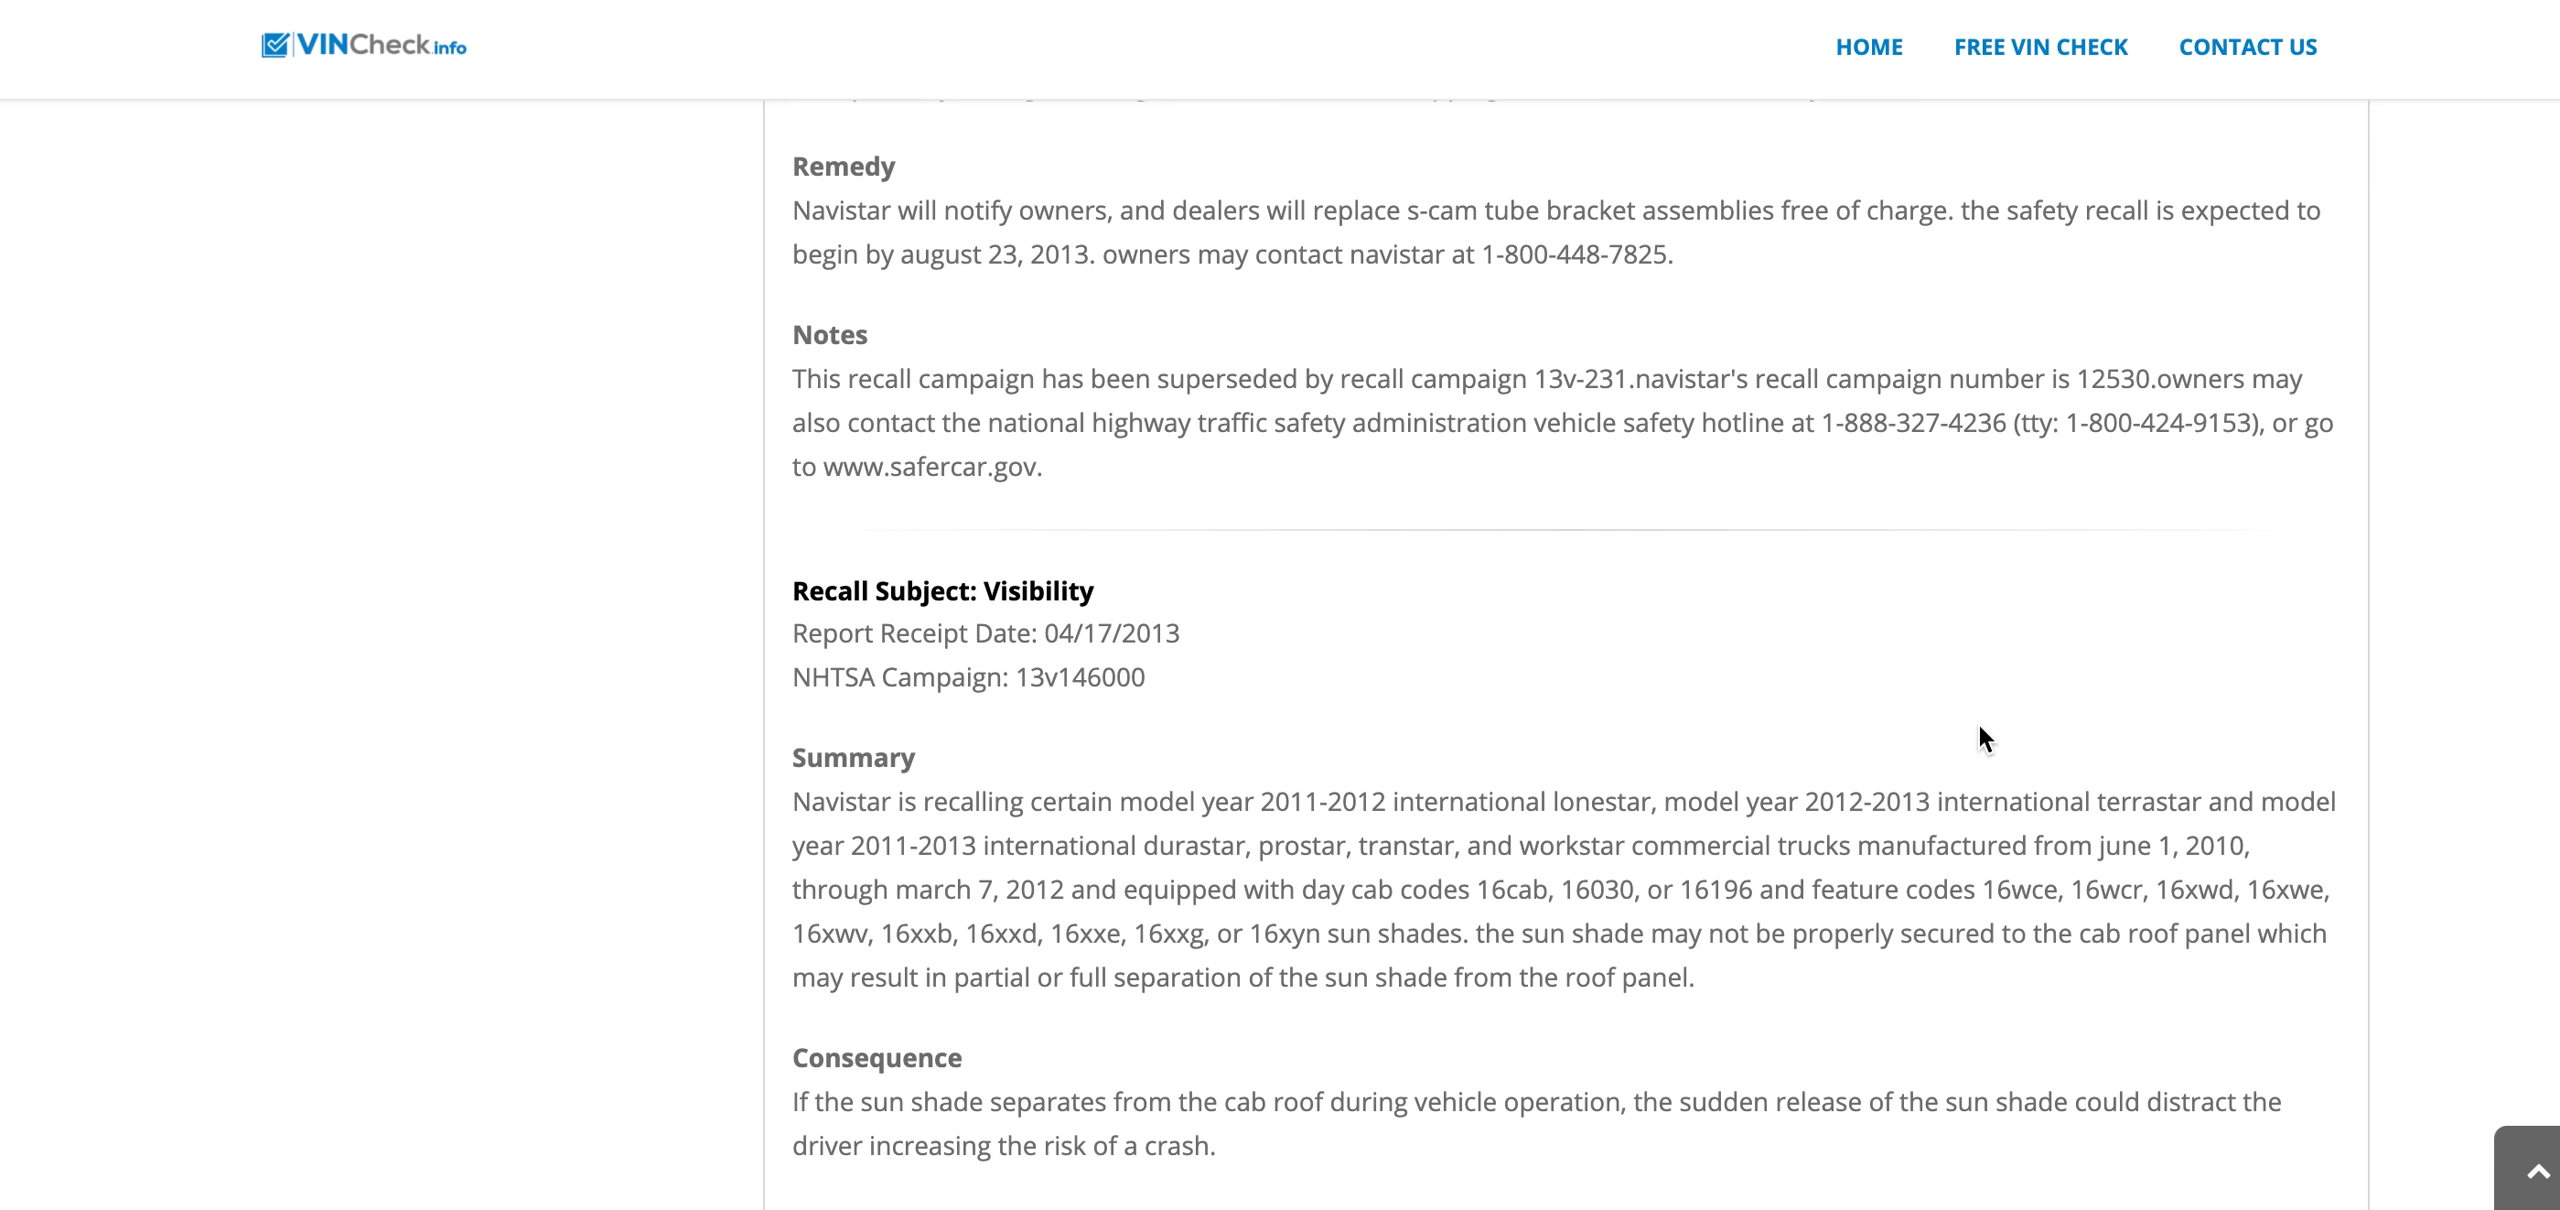 VINCheck.info
HOME FREE VIN CHECK CONTACT US
Remedy
Navistar will notify owners, and dealers will replace s-cam tube bracket assemblies free of charge. the safety recall is expected to
begin by august 23, 2013. owners may contact navistar at 1-800-448-7825.
Notes
This recall campaign has been superseded by recall campaign 13v-231.navistar's recall campaign number is 12530.owners may
also contact the national highway traffic safety administration vehicle safety hotline at 1-888-327-4236 (tty: 1-800-424-9153), or go
to www.safercar.gov.
Recall Subject: Visibility
Report Receipt Date: 04/17/2013
NHTSA Campaign: 13v146000
Summary
Navistar is recalling certain model year 2011-2012 international lonestar, model year 2012-2013 international terrastar and model
year 2011-2013 international durastar, prostar, transtar, and workstar commercial trucks manufactured from june 1, 2010,
through march 7, 2012 and equipped with day cab codes 16cab, 16030, or 16196 and feature codes 16wce, 16wcr, 16xwd, 16xwe,
16xwv, 16xxb, 16xxd, 16xxe, 16xxg, or 16xyn sun shades. the sun shade may not be properly secured to the cab roof panel which
may result in partial or full separation of the sun shade from the roof panel.
Consequence
If the sun shade separates from the cab roof during vehicle operation, the sudden release of the sun shade could distract the
driver increasing the risk of a crash.